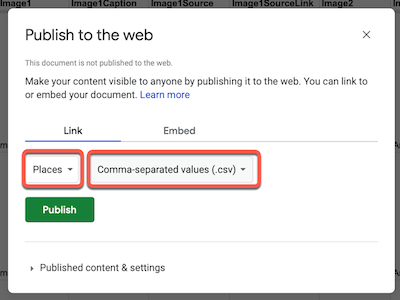 Image1 Image1Caption Image1Source Image1SourceLink Image2
Publish to the web
This document is not published to the web.
Make your content visible to anyone by publishing it to the web. You can link to
or embed your document. Learn more
Link Embed
Places Comma-separated values (.csv)
Publish
Published content & settings